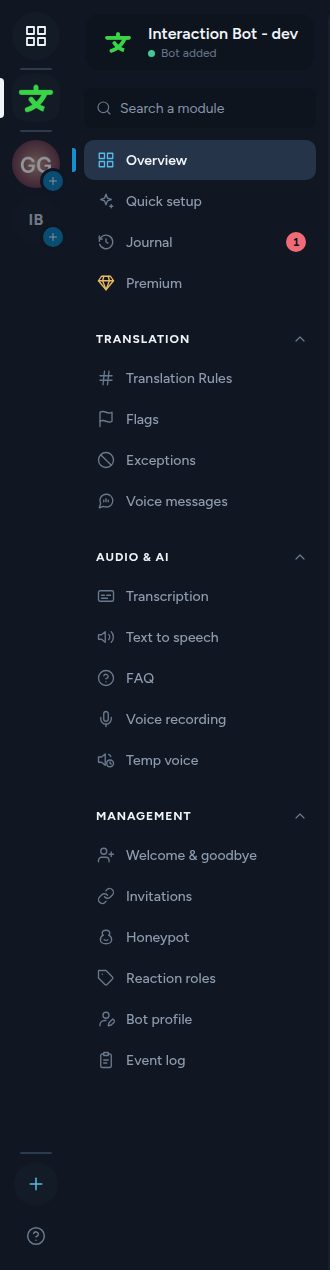 Interaction Bot - dev
Bot added
文
Search a module
GG
Overview
IB
Quick setup
Journal
1
Premium
TRANSLATION
Translation Rules
Flags
Exceptions
Voice messages
AUDIO & AI
Transcription
Text to speech
FAQ
Voice recording
Temp voice
MANAGEMENT
Welcome & goodbye
Invitations
Honeypot
Reaction roles
Bot profile
Event log